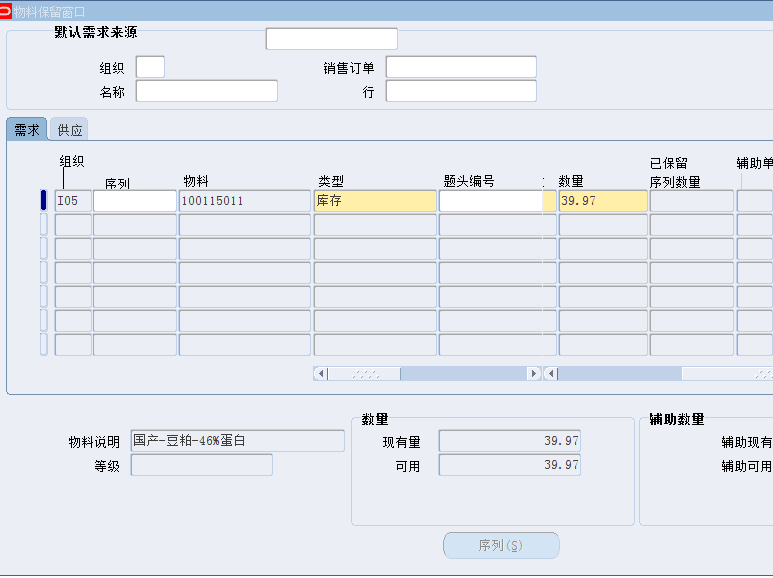 物料保留窗口
默认需求来源
组织
销售订单
名称
行
需求
供应
组织
序列
物料
类型
题头编号
数量
已保留
序列数量
辅助单
I05
100115011
库存
39.97
物料说明
国产-豆粕-46%蛋白
等级
数量
现有量
39.97
可用
39.97
辅助数量
辅助现有
辅助可用
序列(S)